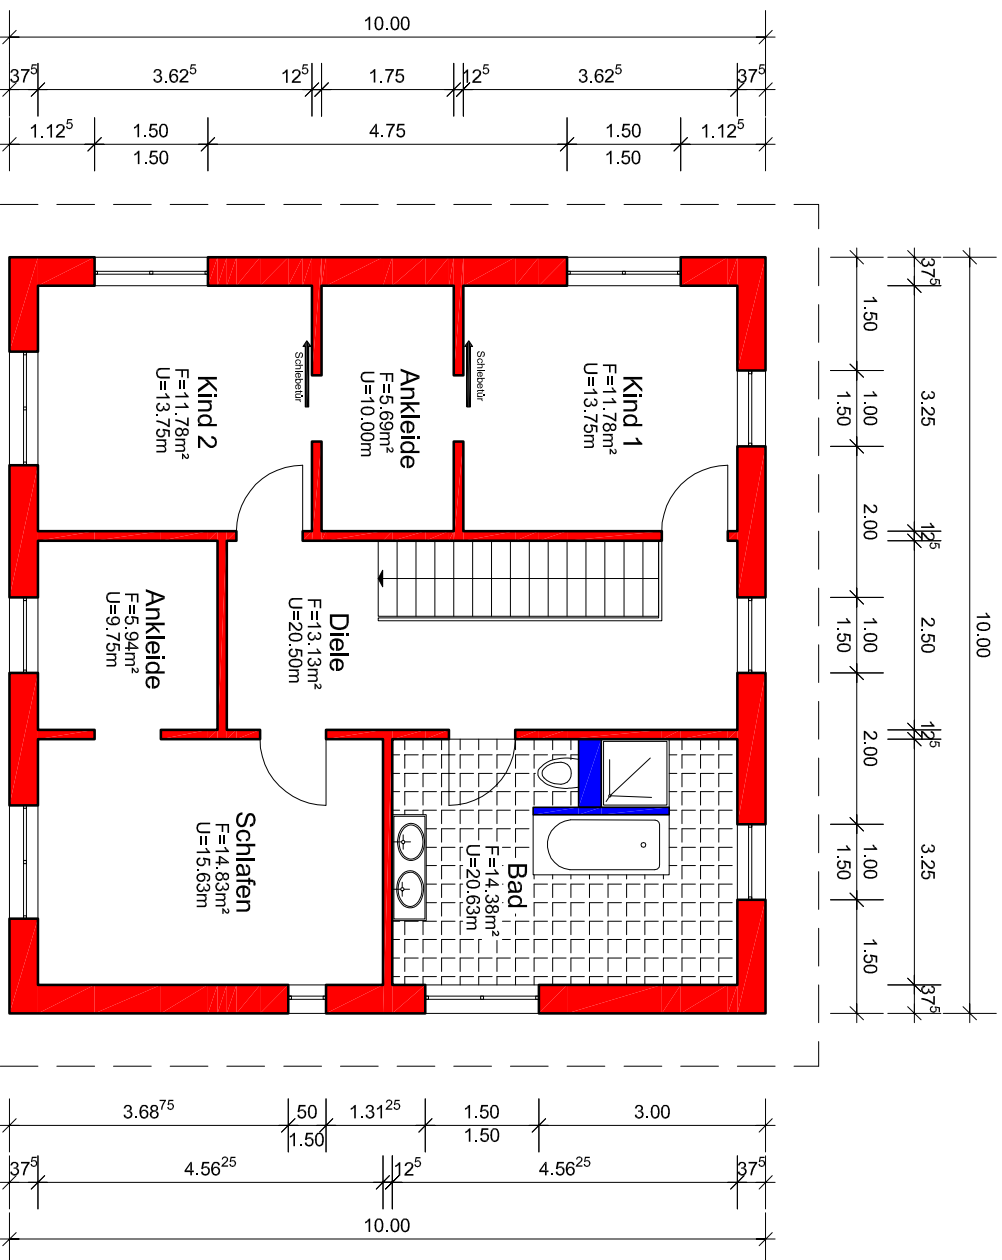 10.00
37⁵ 3.62⁵ 12⁵ 1.75 12⁵ 3.62⁵ 37⁵
1.12⁵ 1.50 4.75 1.50 1.12⁵
1.50 1.50
Kind 2
F=11.78m²
U=13.75m
Schiebetür
Ankleide
F=5.69m²
U=10.00m
Schiebetür
Kind 1
F=11.78m²
U=13.75m
Ankleide
F=5.94m²
U=9.75m
Diele
F=13.13m²
U=20.50m
Schlafen
F=14.83m²
U=15.63m
Bad
F=14.38m²
U=20.63m
1.50 1.00 2.00 1.00 2.00 1.00 1.50
1.50 1.50 1.50
37⁵ 3.25 12⁵ 2.50 12⁵ 3.25 37⁵
10.00
3.68⁷⁵ 50 1.31²⁵ 1.50 3.00
1.50 1.50
37⁵ 4.56²⁵ 12⁵ 4.56²⁵ 37⁵
10.00